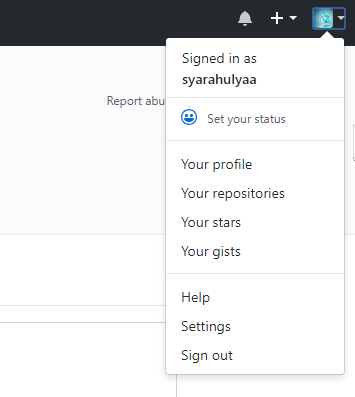 Signed in as
syarahulyaa
Report abu
Set your status
Your profile
Your repositories
Your stars
Your gists
Help
Settings
Sign out